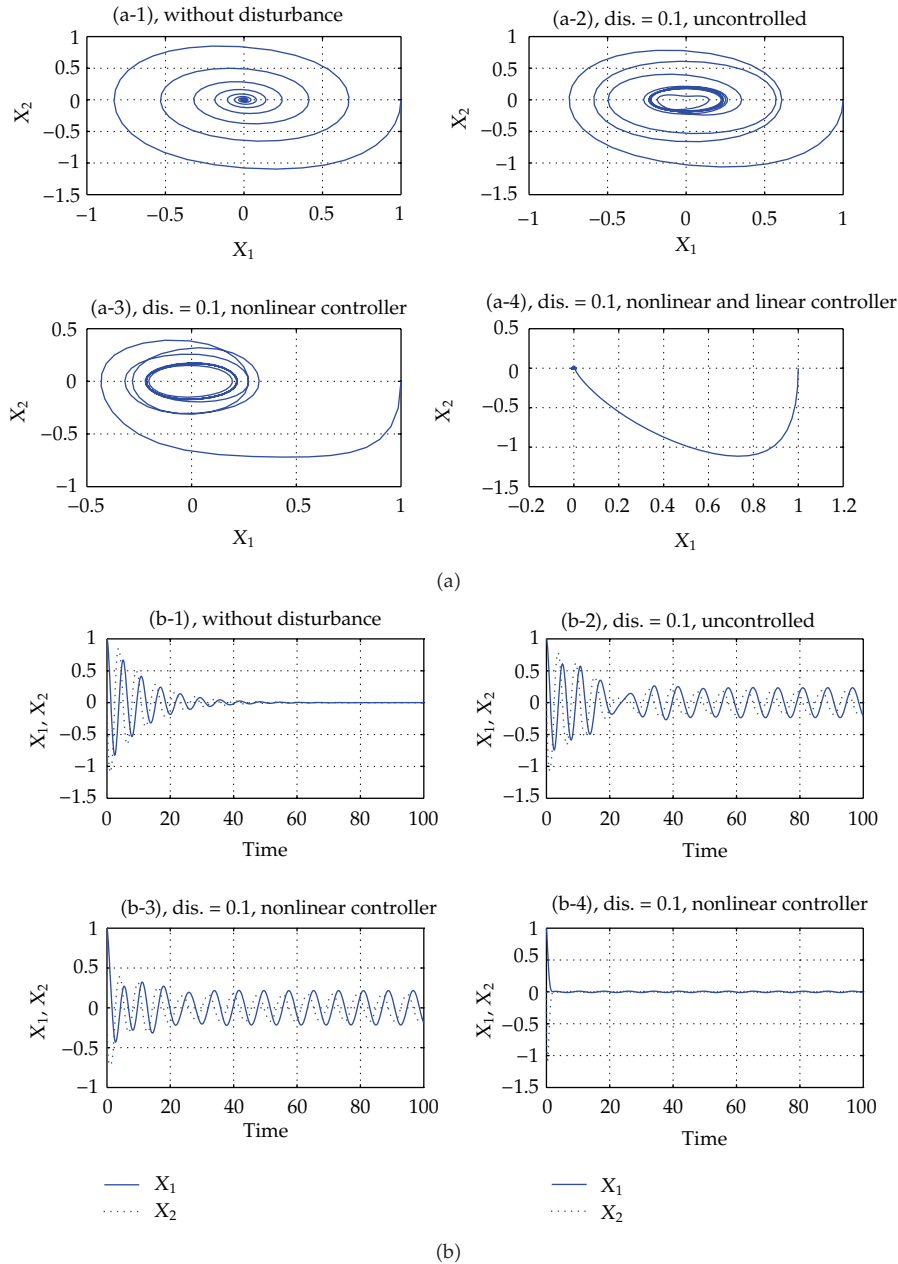 (a-1), without disturbance
1
0.5
0
−0.5
−1
−1.5
X2
−1 −0.5 0 0.5 1
X1
(a-2), dis. = 0.1, uncontrolled
1
0.5
0
−0.5
−1
−1.5
X2
−1 −0.5 0 0.5 1
X1
(a-3), dis. = 0.1, nonlinear controller
0.5
0
−0.5
−1
X2
−0.5 0 0.5 1
X1
(a-4), dis. = 0.1, nonlinear and linear controller
0.5
0
−0.5
−1
−1.5
X2
−0.2 0 0.2 0.4 0.6 0.8 1 1.2
X1
(a)
(b-1), without disturbance
1
0.5
0
−0.5
−1
−1.5
X1, X2
0 20 40 60 80 100
Time
(b-2), dis. = 0.1, uncontrolled
1
0.5
0
−0.5
−1
−1.5
X1, X2
0 20 40 60 80 100
Time
(b-3), dis. = 0.1, nonlinear controller
1
0.5
0
−0.5
−1
X1, X2
0 20 40 60 80 100
Time
X1
X2
(b-4), dis. = 0.1, nonlinear controller
1
0.5
0
−0.5
−1
−1.5
X1, X2
0 20 40 60 80 100
Time
X1
X2
(b)